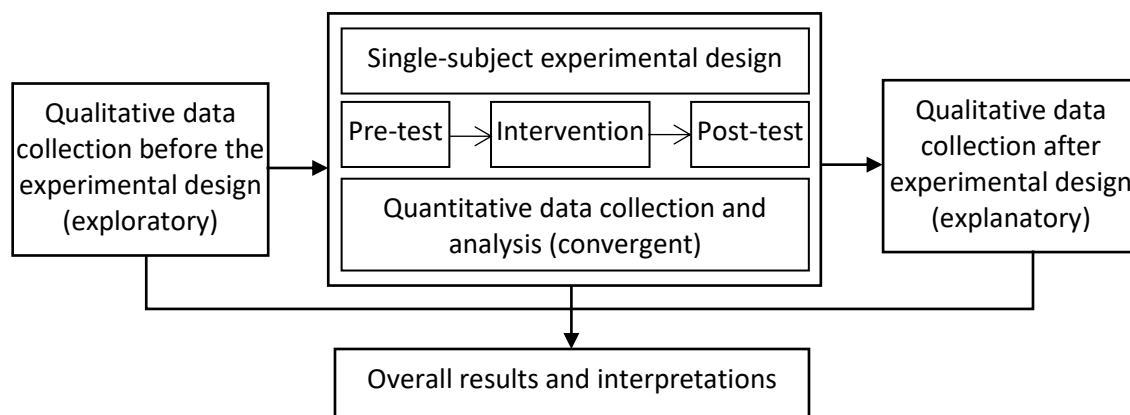 Qualitative data
collection before the
experimental design
(exploratory)
Single-subject experimental design
Pre-test
Intervention
Post-test
Quantitative data collection and
analysis (convergent)
Qualitative data
collection after
experimental design
(explanatory)
Overall results and interpretations